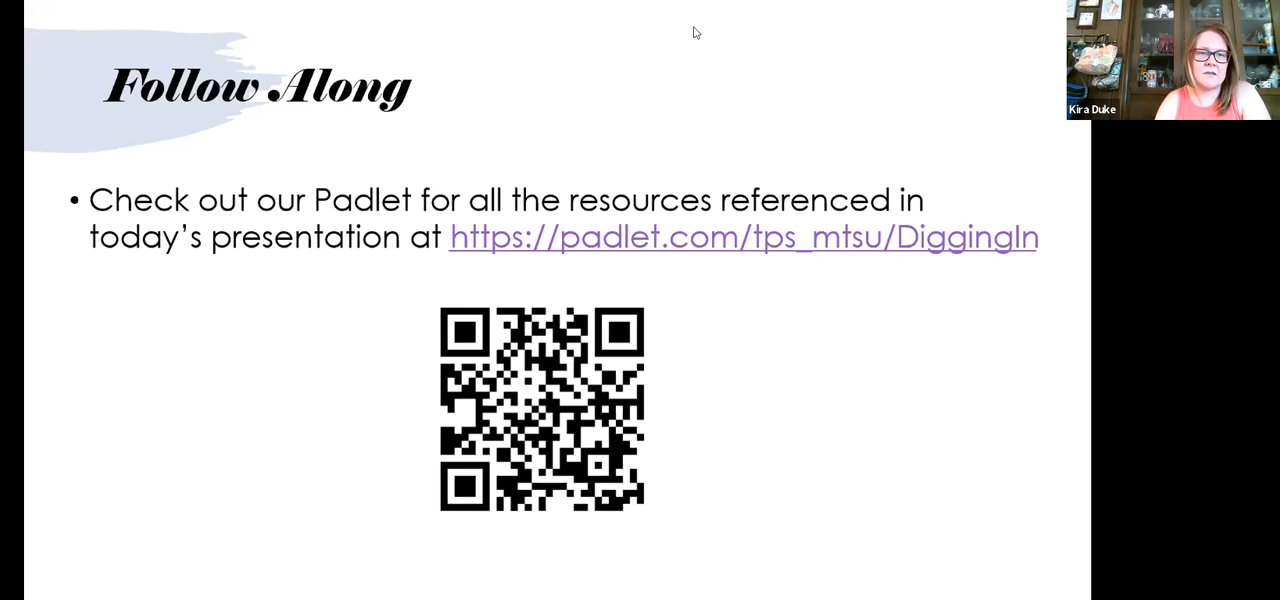 Follow Along
• Check out our Padlet for all the resources referenced in
today’s presentation at https://padlet.com/tps_mtsu/DiggingIn
Kira Duke